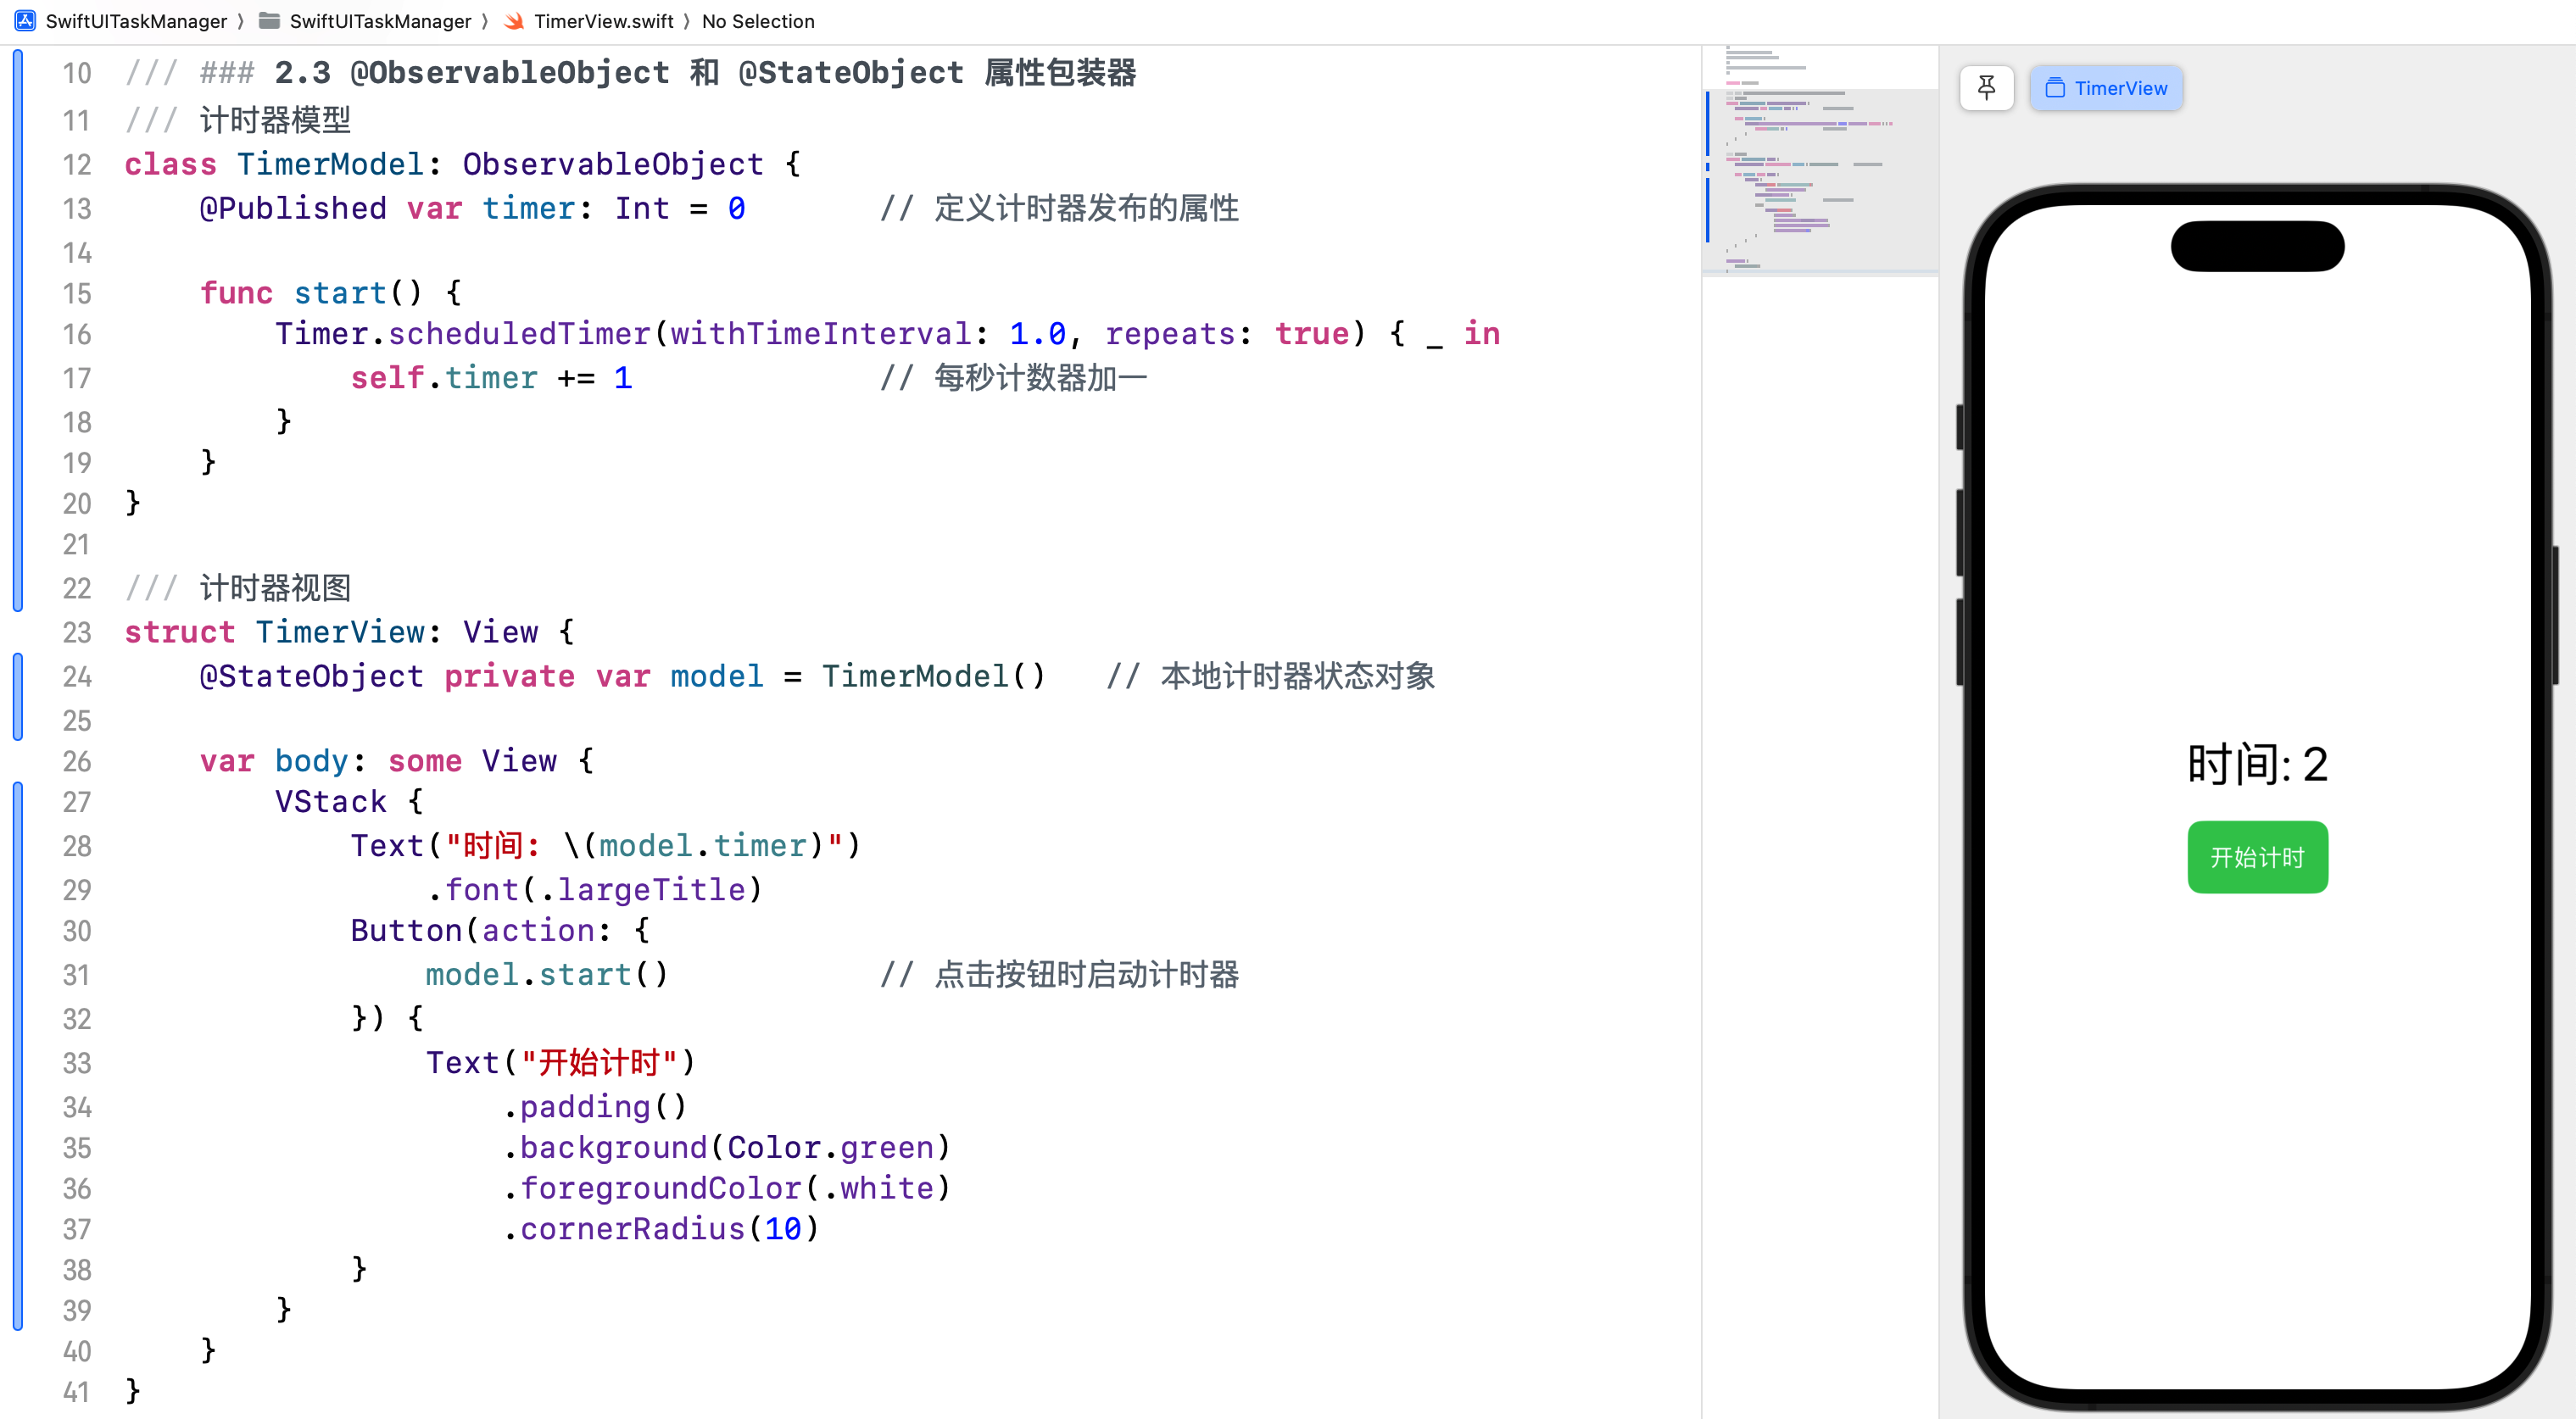 SwiftUITaskManager 〉 SwiftUITaskManager 〉 TimerView.swift 〉 No Selection
10 /// ### 2.3 @ObservableObject 和 @StateObject 属性包装器
11 /// 计时器模型
12 class TimerModel: ObservableObject {
13     @Published var timer: Int = 0       // 定义计时器发布的属性
14
15     func start() {
16         Timer.scheduledTimer(withTimeInterval: 1.0, repeats: true) { _ in
17             self.timer += 1             // 每秒计数器加一
18         }
19     }
20 }
21
22 /// 计时器视图
23 struct TimerView: View {
24     @StateObject private var model = TimerModel()   // 本地计时器状态对象
25
26     var body: some View {
27         VStack {
28             Text("时间: \(model.timer)")
29                 .font(.largeTitle)
30             Button(action: {
31                 model.start()           // 点击按钮时启动计时器
32             }) {
33                 Text("开始计时")
34                     .padding()
35                     .background(Color.green)
36                     .foregroundColor(.white)
37                     .cornerRadius(10)
38             }
39         }
40     }
41 }
TimerView
时间: 2
开始计时